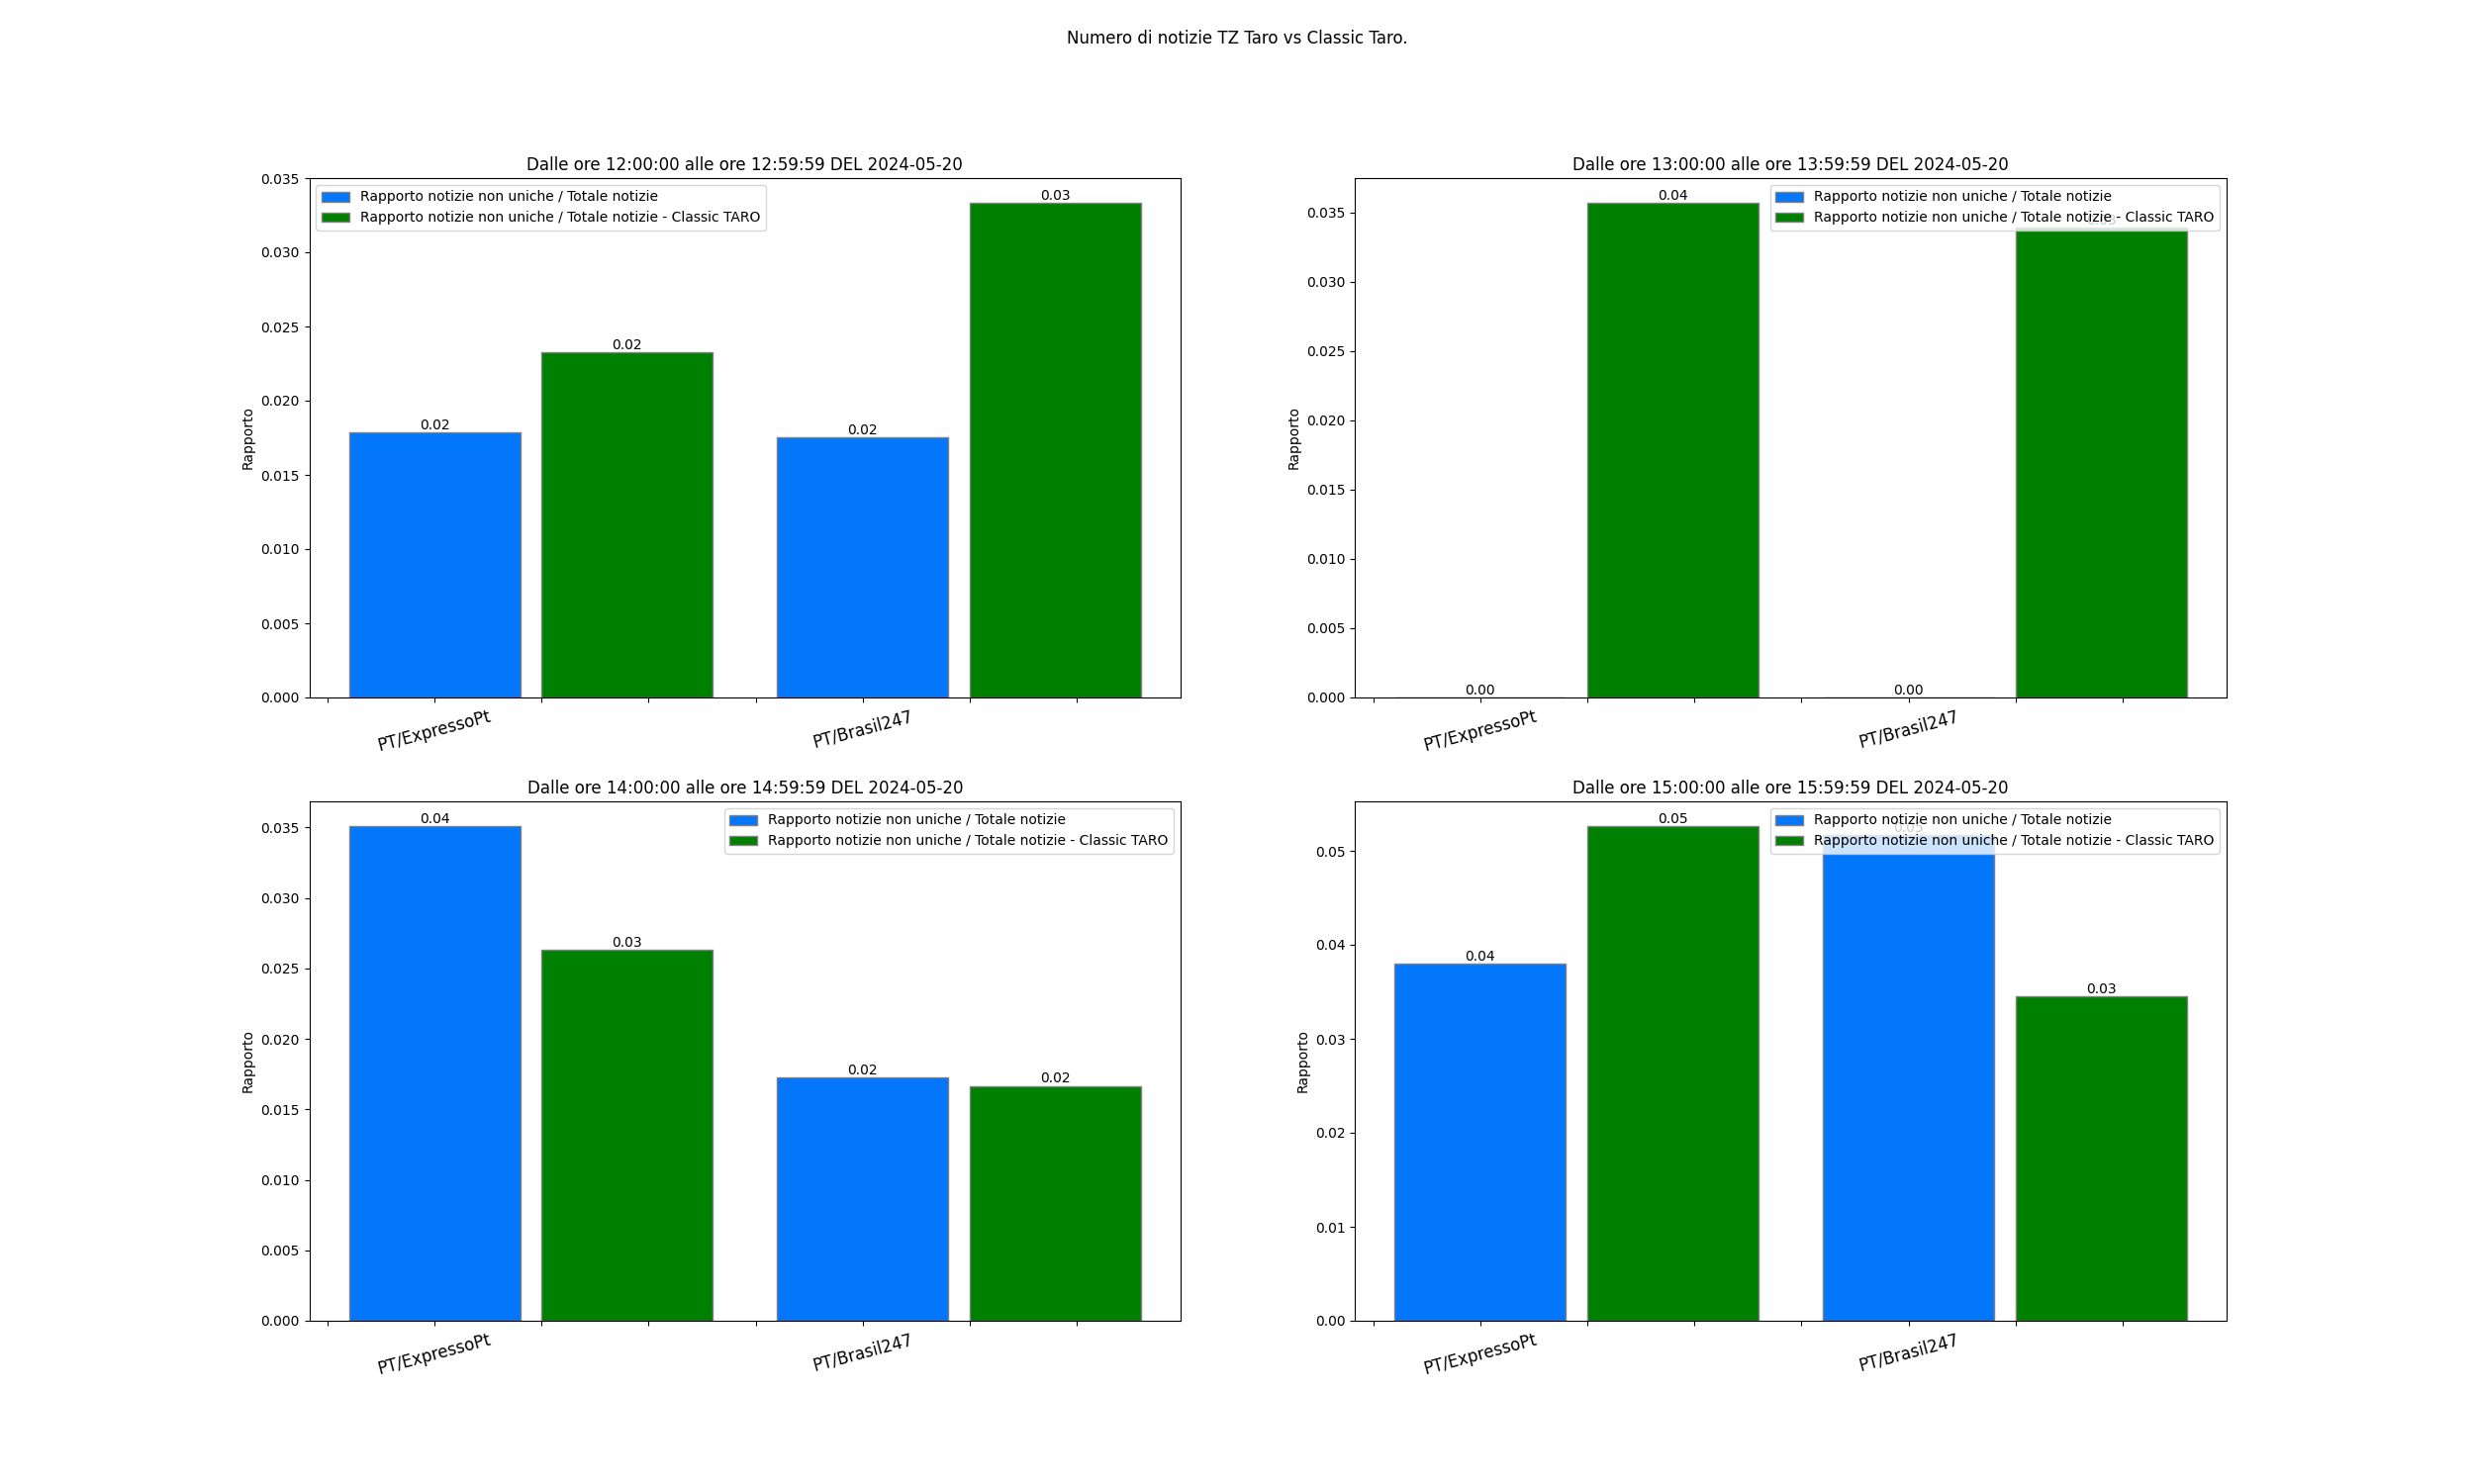 Numero di notizie TZ Taro vs Classic Taro.
Dalle ore 12:00:00 alle ore 12:59:59 DEL 2024-05-20
Rapporto notizie non uniche / Totale notizie
Rapporto notizie non uniche / Totale notizie - Classic TARO
0.035
0.030
0.025
0.020
0.015
0.010
0.005
0.000
Rapporto
0.02
0.02
0.02
0.03
PT/ExpressoPt
PT/Brasil247
Dalle ore 13:00:00 alle ore 13:59:59 DEL 2024-05-20
Rapporto notizie non uniche / Totale notizie
Rapporto notizie non uniche / Totale notizie - Classic TARO
0.035
0.030
0.025
0.020
0.015
0.010
0.005
0.000
Rapporto
0.00
0.04
0.00
PT/ExpressoPt
PT/Brasil247
Dalle ore 14:00:00 alle ore 14:59:59 DEL 2024-05-20
Rapporto notizie non uniche / Totale notizie
Rapporto notizie non uniche / Totale notizie - Classic TARO
0.035
0.030
0.025
0.020
0.015
0.010
0.005
0.000
Rapporto
0.04
0.03
0.02
0.02
PT/ExpressoPt
PT/Brasil247
Dalle ore 15:00:00 alle ore 15:59:59 DEL 2024-05-20
Rapporto notizie non uniche / Totale notizie
Rapporto notizie non uniche / Totale notizie - Classic TARO
0.05
0.04
0.03
0.02
0.01
0.00
Rapporto
0.04
0.05
0.05
0.03
PT/ExpressoPt
PT/Brasil247